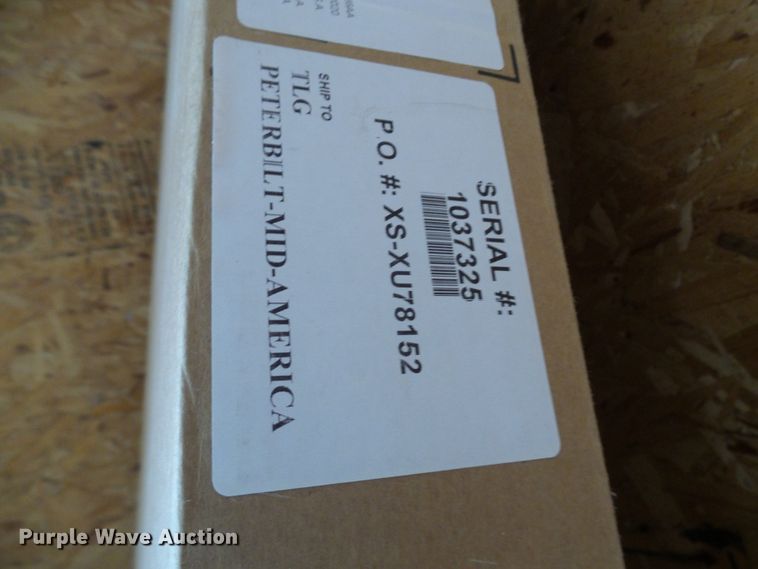 SERIAL #:
1037325
P.O. #: XS-XU78152
SHIP TO
TLG
PETERBILT-MID-AMERICA
Purple Wave Auction